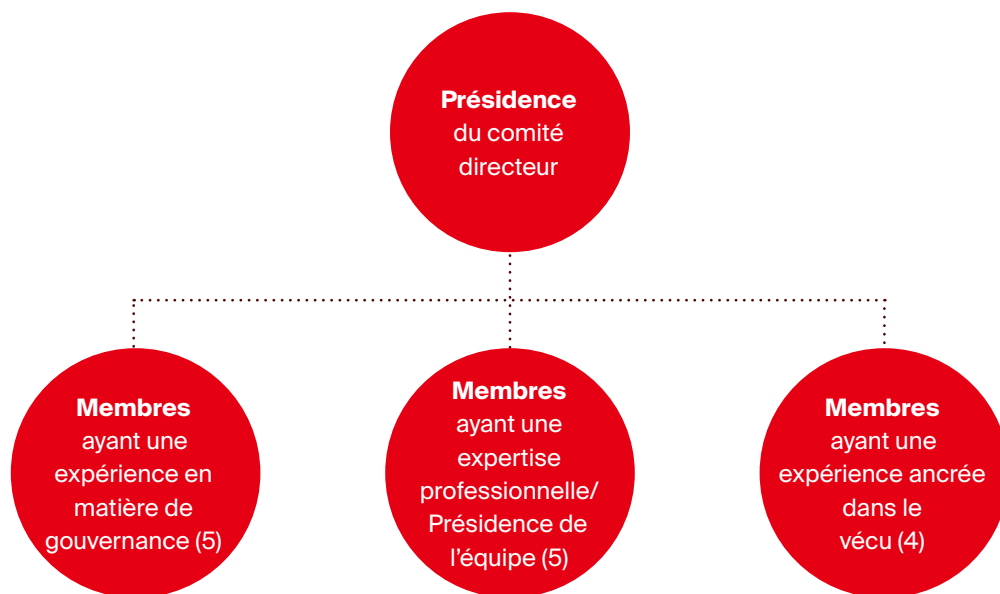 Présidence
du comité
directeur
Membres
ayant une
expérience en
matière de
gouvernance (5)
Membres
ayant une
expertise
professionnelle/
Présidence de
l’équipe (5)
Membres
ayant une
expérience ancrée
dans le
vécu (4)